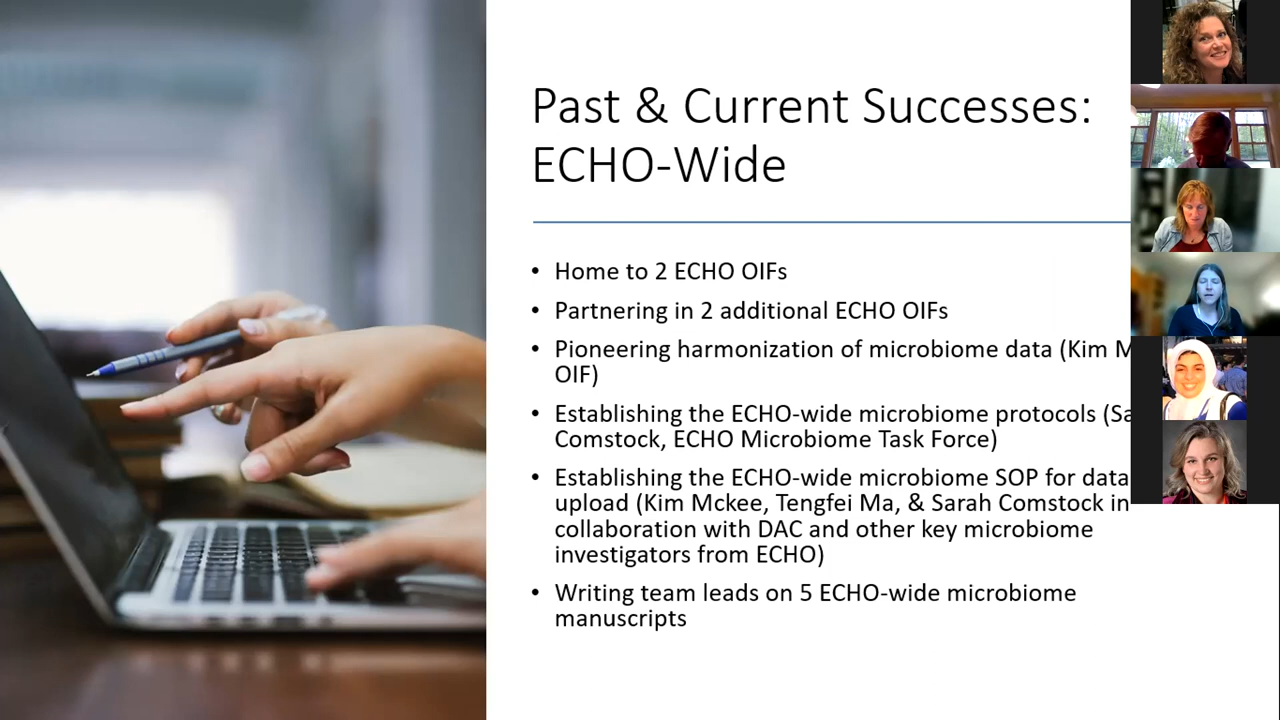 Past & Current Successes:
ECHO-Wide
• Home to 2 ECHO OIFs
• Partnering in 2 additional ECHO OIFs
• Pioneering harmonization of microbiome data (Kim
OIF)
• Establishing the ECHO-wide microbiome protocols
Comstock, ECHO Microbiome Task Force)
• Establishing the ECHO-wide microbiome SOP for data
upload (Kim Mckee, Tengfei Ma, & Sarah Comstock in
collaboration with DAC and other key microbiome
investigators from ECHO)
• Writing team leads on 5 ECHO-wide microbiome
manuscripts